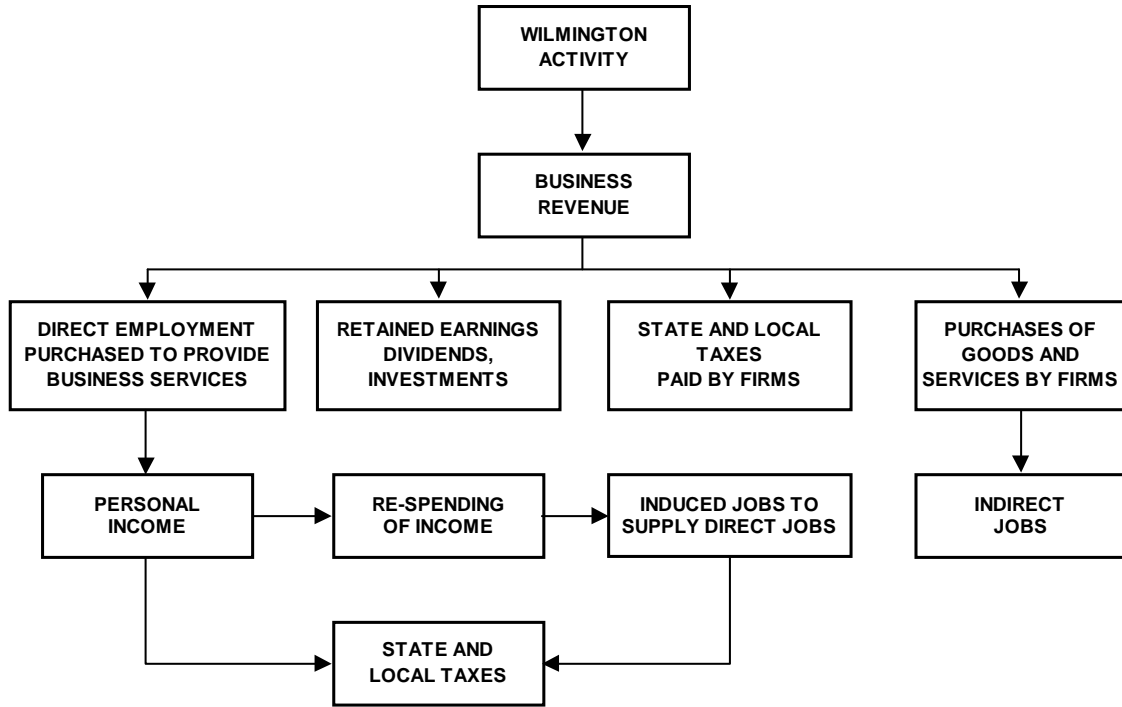 WILMINGTON
ACTIVITY
BUSINESS
REVENUE
DIRECT EMPLOYMENT
PURCHASED TO PROVIDE
BUSINESS SERVICES
RETAINED EARNINGS
DIVIDENDS,
INVESTMENTS
STATE AND LOCAL
TAXES
PAID BY FIRMS
PURCHASES OF
GOODS AND
SERVICES BY FIRMS
PERSONAL
INCOME
RE-SPENDING
OF INCOME
INDUCED JOBS TO
SUPPLY DIRECT JOBS
INDIRECT
JOBS
STATE AND
LOCAL TAXES